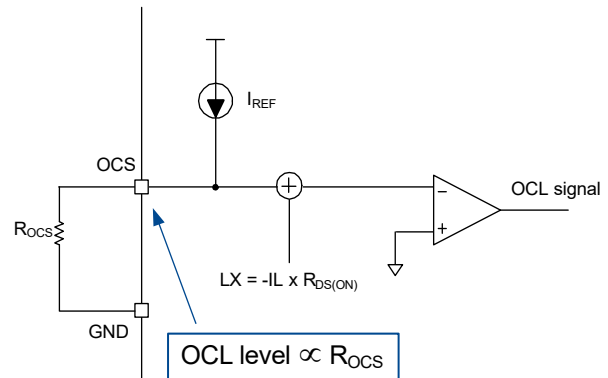 I_REF
OCS
OCL signal
−
+
R_OCS
LX = -IL x R_DS(ON)
GND
OCL level ∝ R_OCS